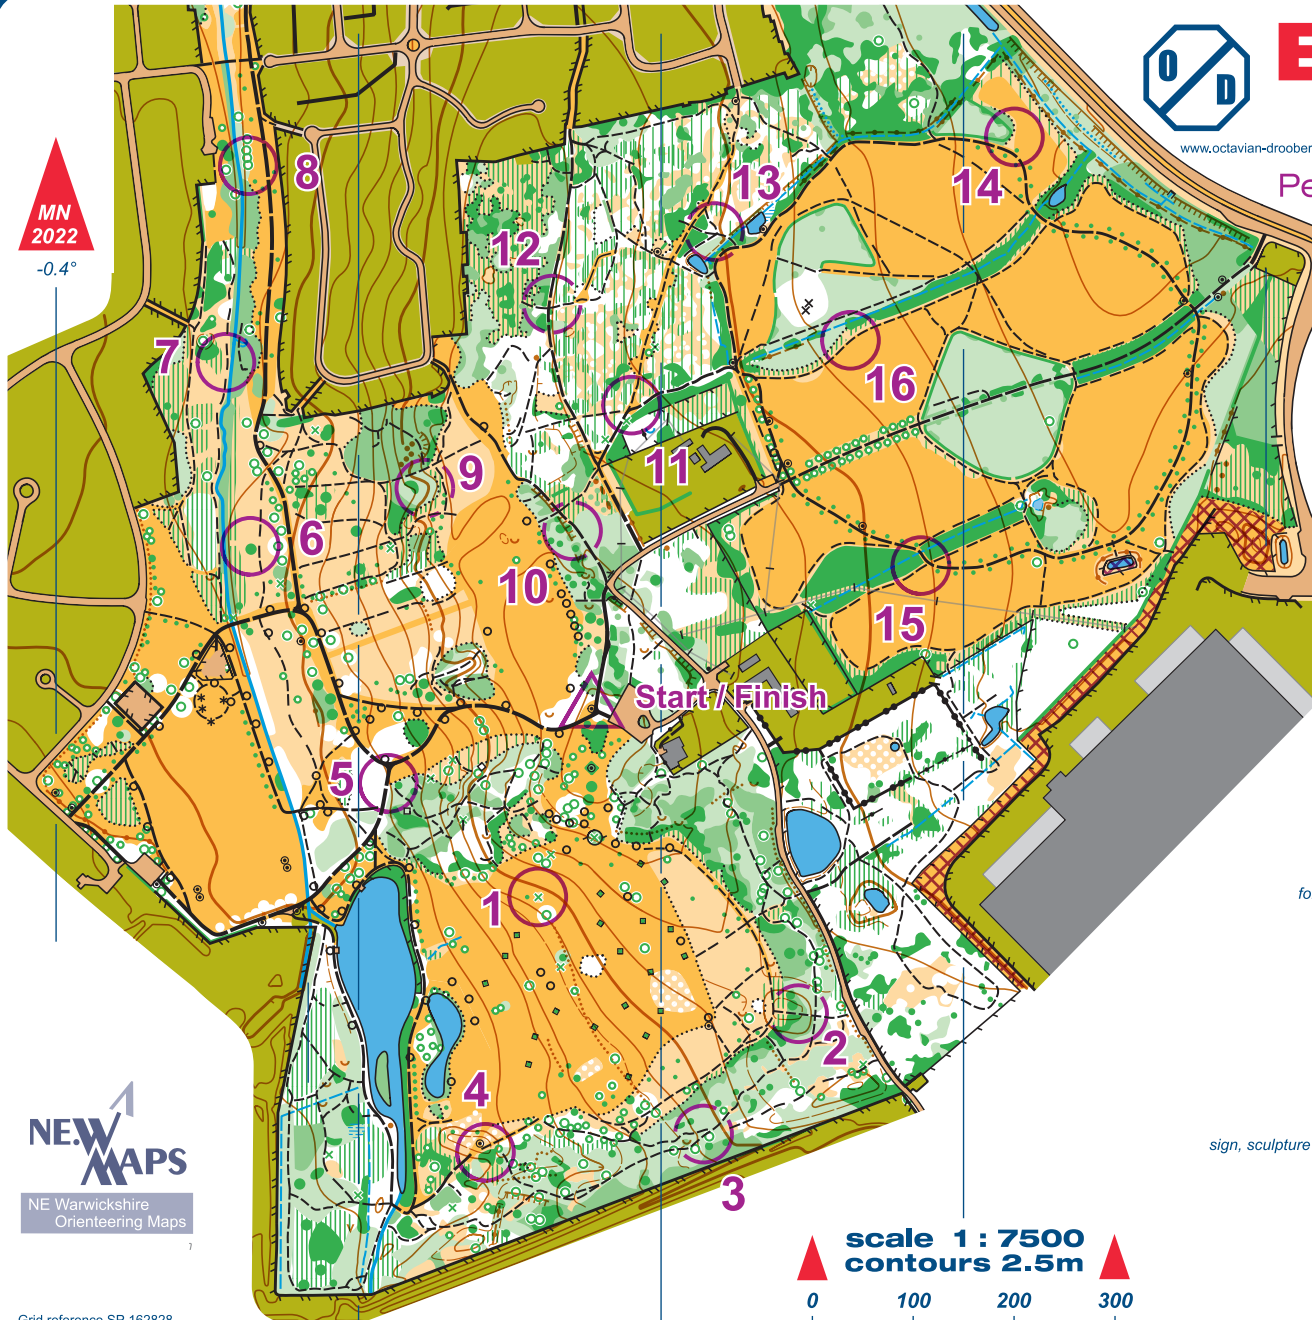 O
D
E
www.octavian-droober
Pe
MN
2022
-0.4°
8
13
14
12
7
16
9
11
6
10
15
Start / Finish
5
1
2
4
3
fo
sign, sculpture
NE.W
MAPS
NE Warwickshire
Orienteering Maps
scale 1 : 7500
contours 2.5m
0 100 200 300